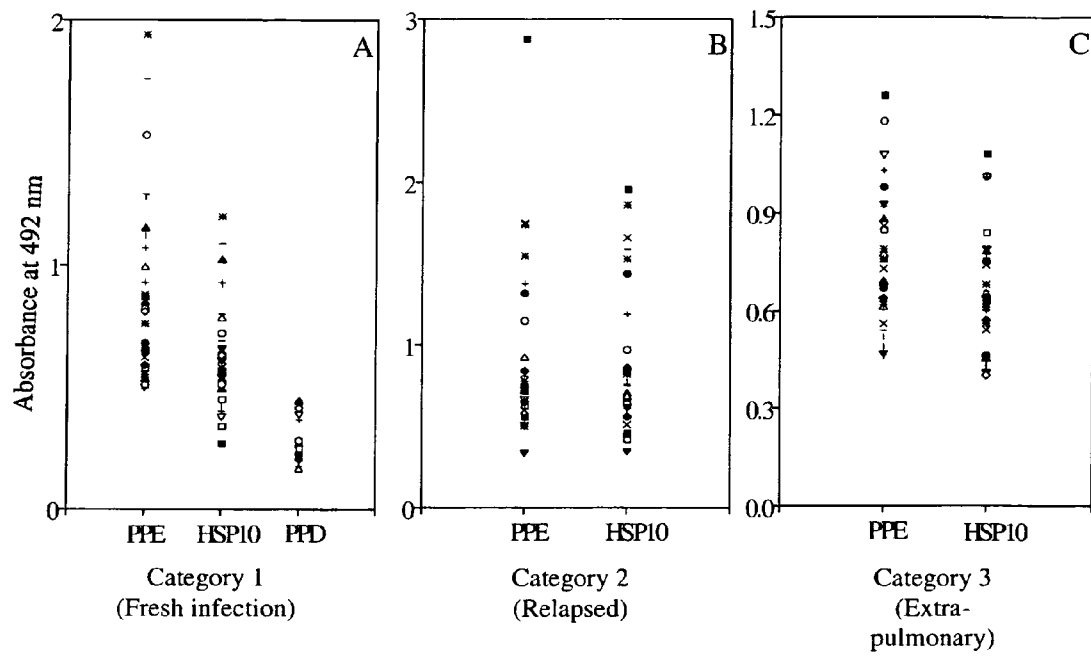 Absorbance at 492 nm
2
1
0
A
PPE HSP10 PPD
Category 1
(Fresh infection)
3
2
1
0
B
PPE HSP10
Category 2
(Relapsed)
1.5
1.2
0.9
0.6
0.3
0.0
C
PPE HSP10
Category 3
(Extra-
pulmonary)